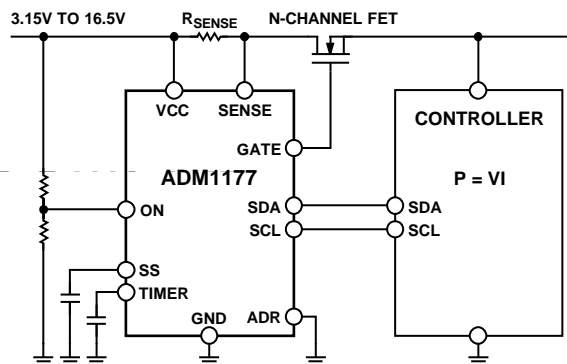 3.15V TO 16.5V
RSENSE
N-CHANNEL FET
VCC
SENSE
CONTROLLER
GATE
ADM1177
P = VI
ON
SDA
SDA
SCL
SCL
SS
TIMER
GND
ADR